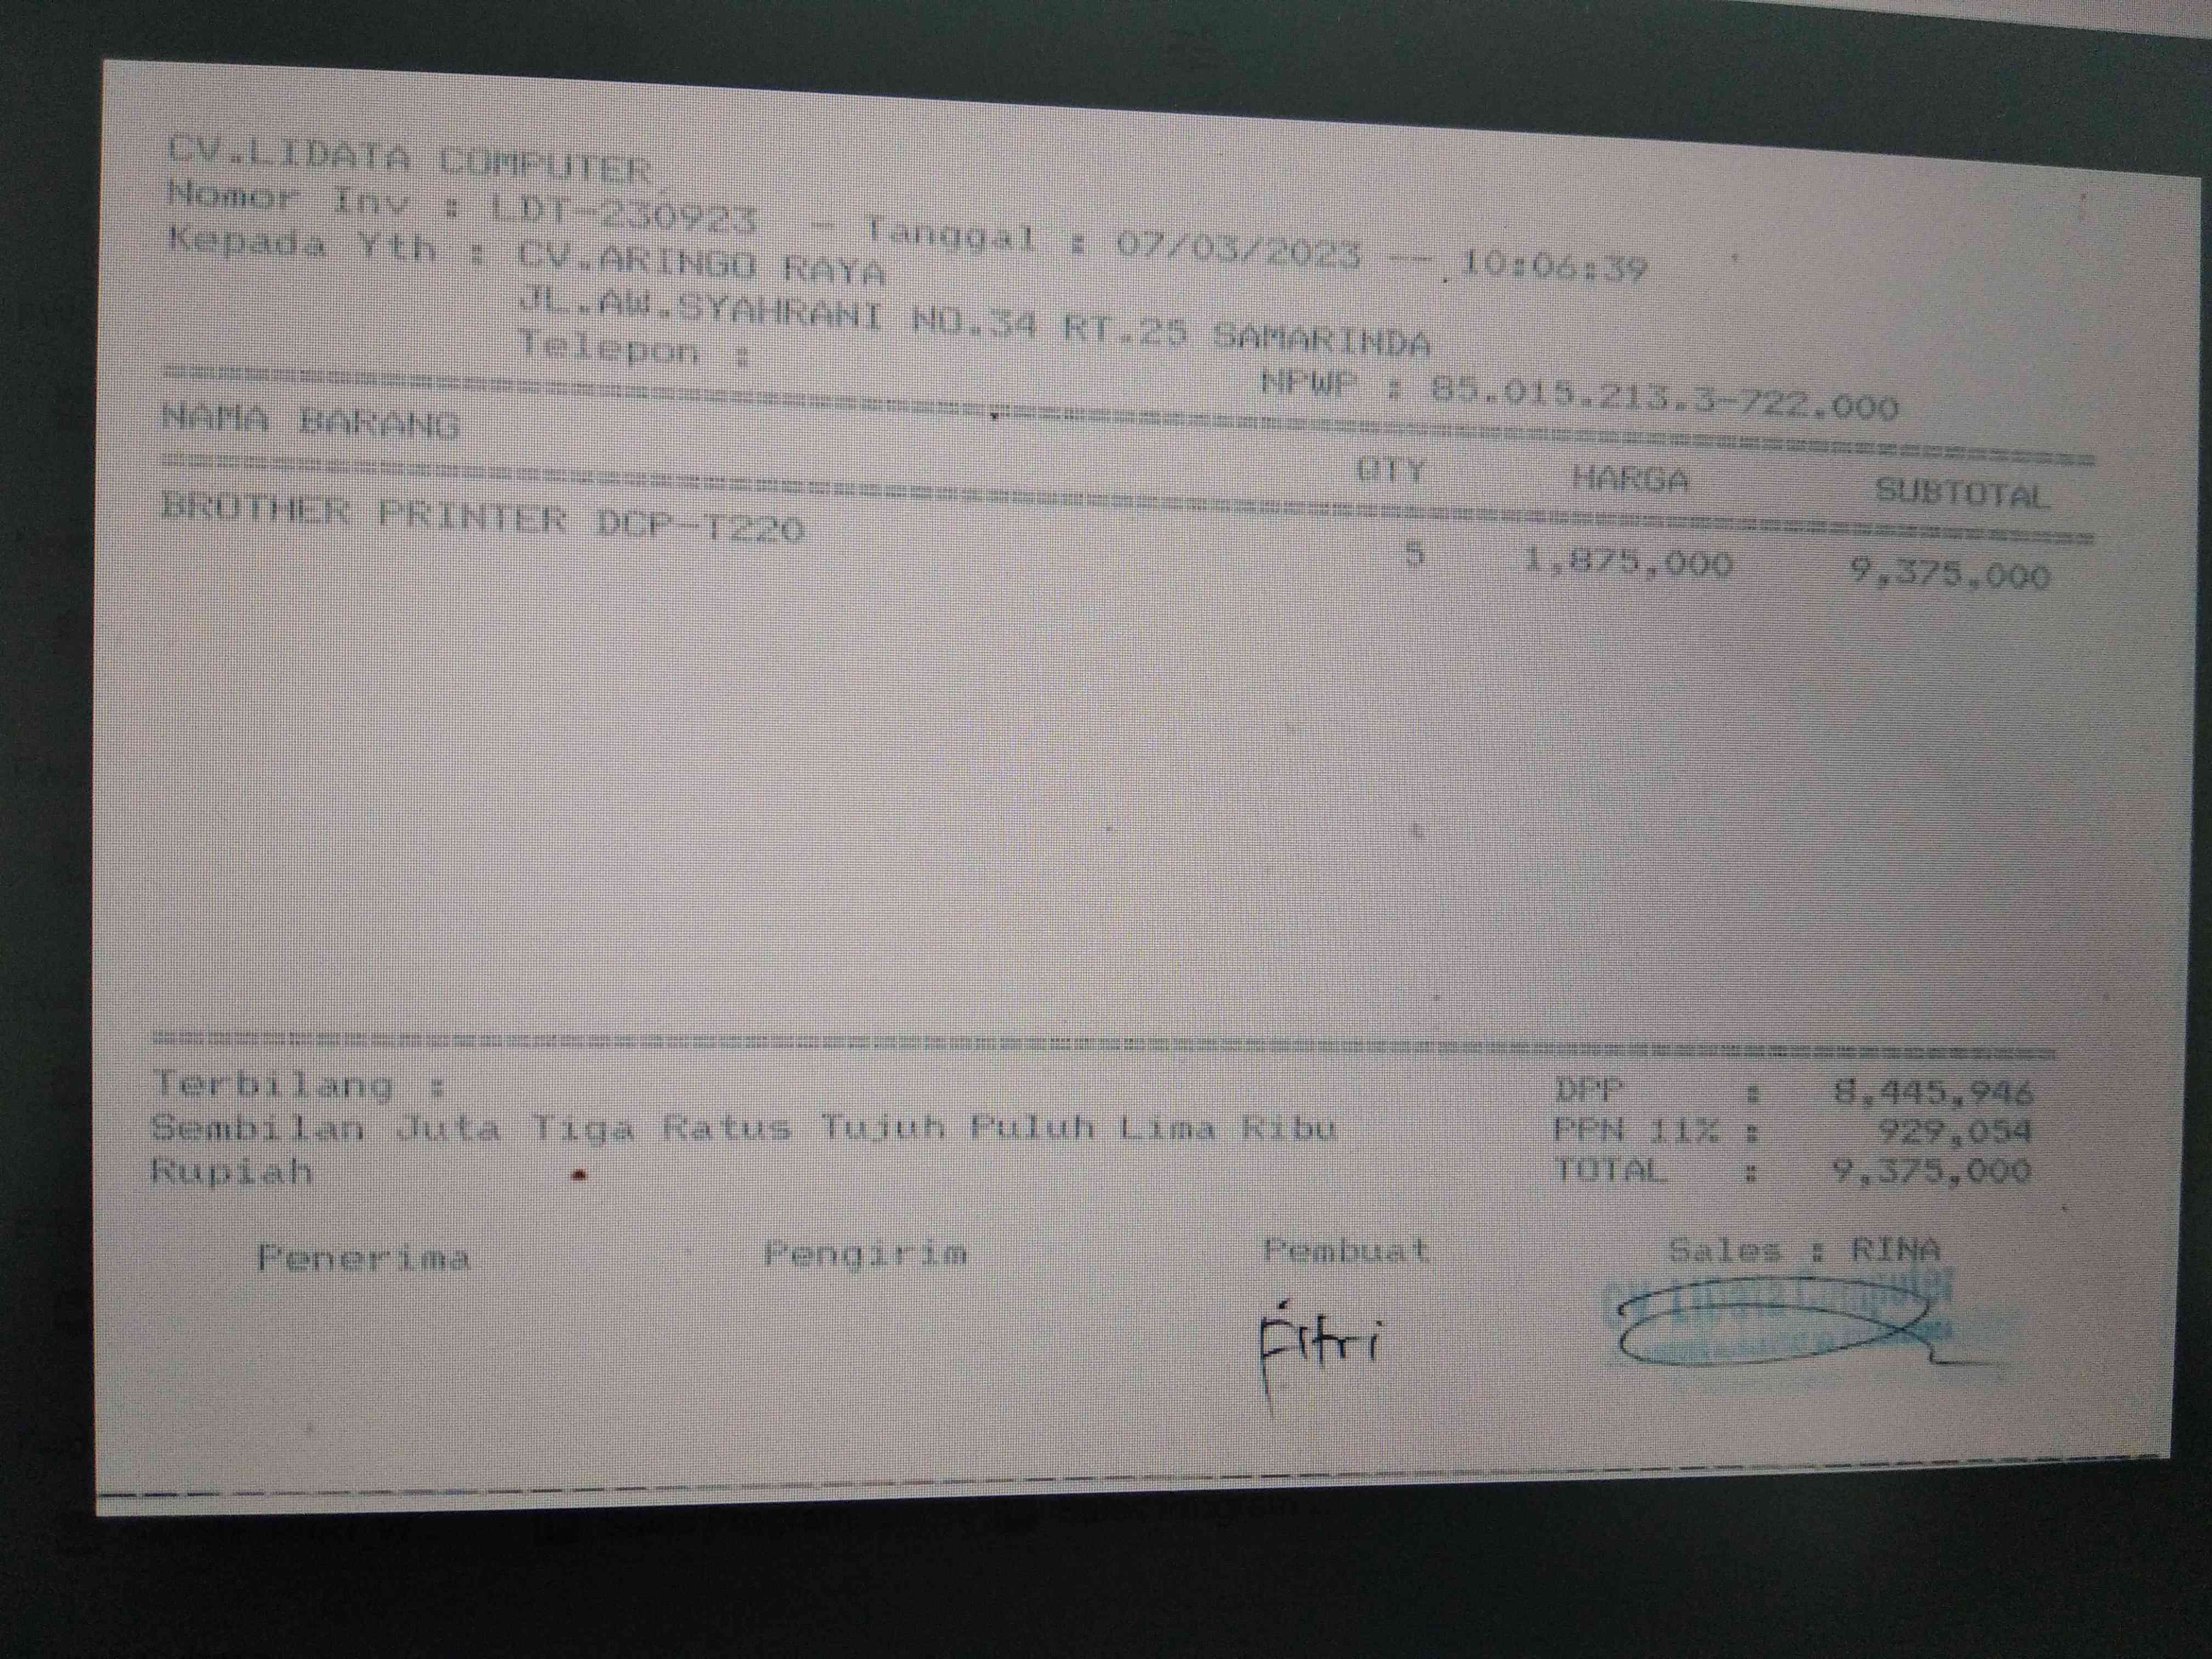 CV.LIDATA COMPUTER
Nomor Inv : LDT-230923 - Tanggal : 07/03/2023 -- 10:06:39
Kepada Yth : CV.ARINGO RAYA
JL.AW.SYAHRANI NO.34 RT.25 SAMARINDA
Telepon : NPWP : 85.015.213.3-722.000
NAMA BARANG QTY HARGA SUBTOTAL
BROTHER PRINTER DCP-T220 5 1,875,000 9,375,000
Terbilang : DPP : 8,445,946
Sembilan Juta Tiga Ratus Tujuh Puluh Lima Ribu PPN 11% : 929,054
Rupiah TOTAL : 9,375,000
Penerima Pengirim Pembuat Sales : RINA
CV. LIDATA Computer
Fitri